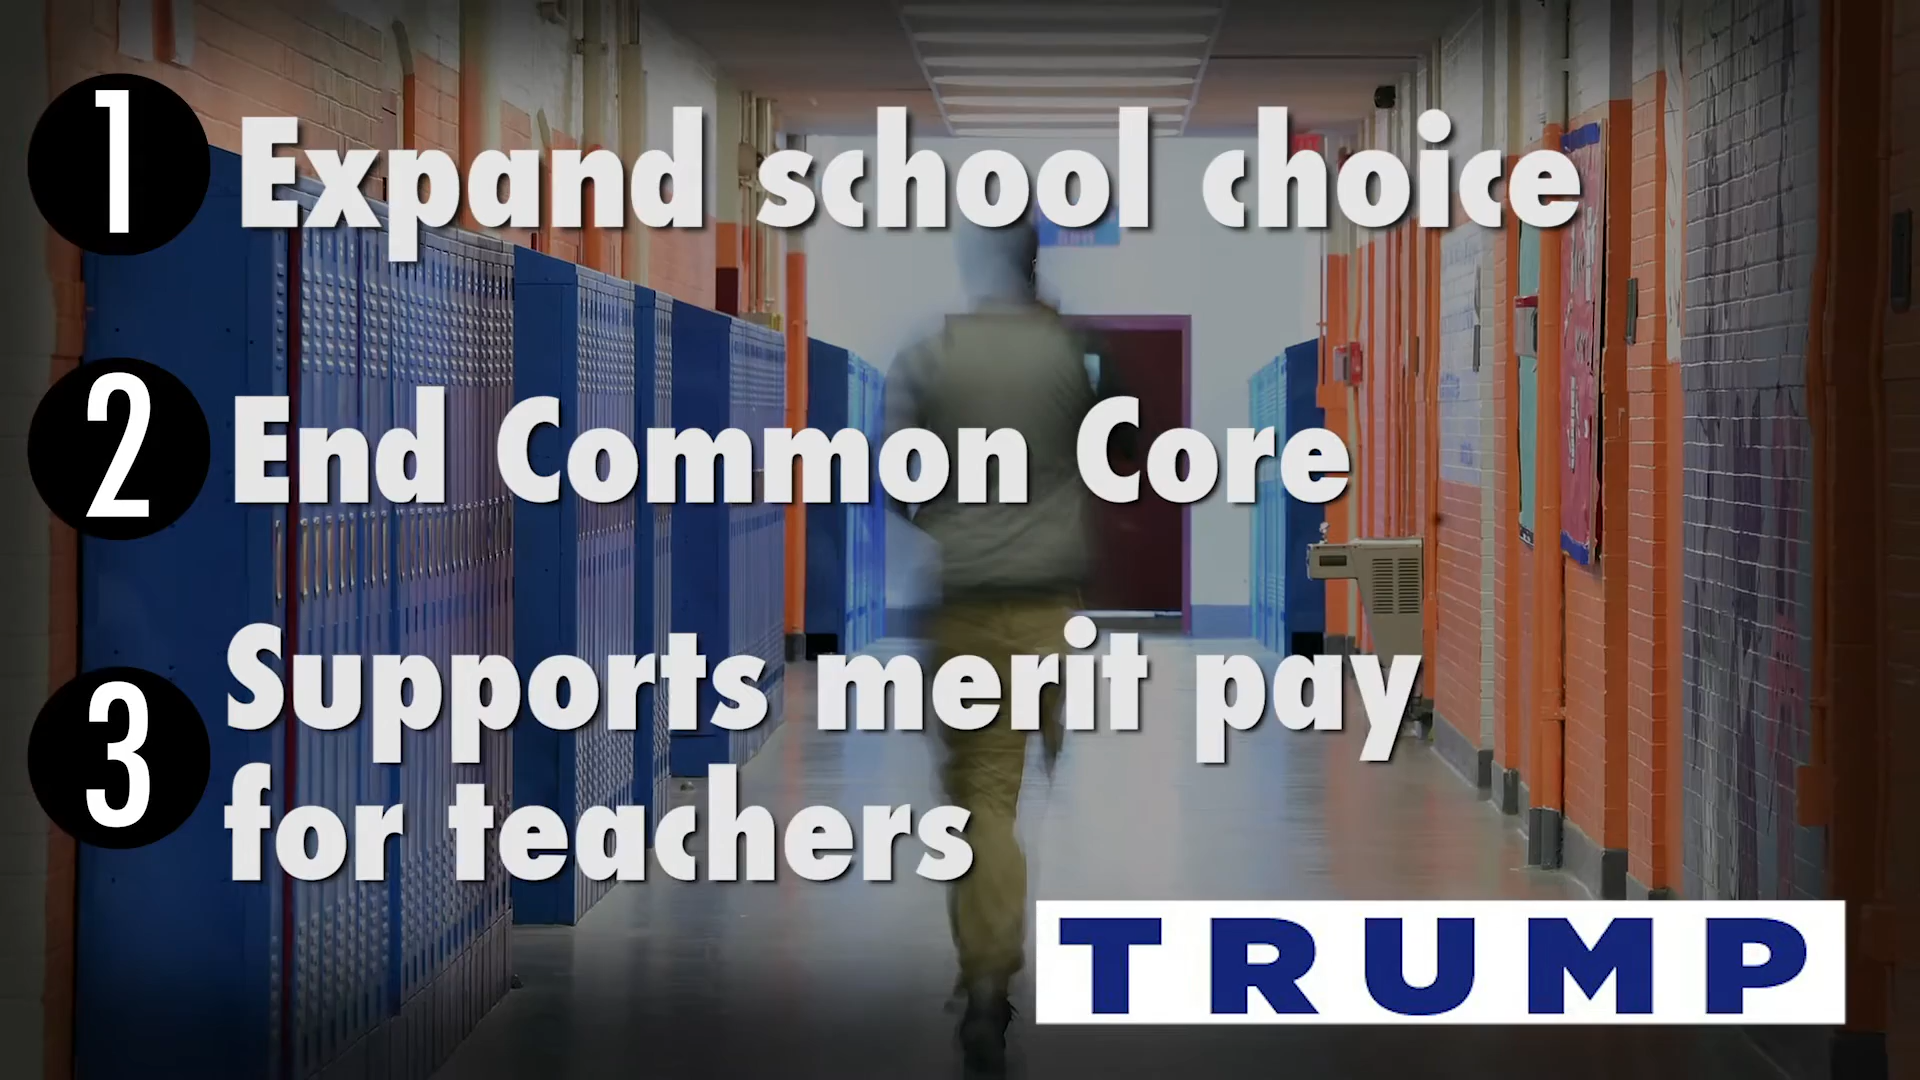 1 Expand school choice
2 End Common Core
3 Supports merit pay
for teachers
TRUMP